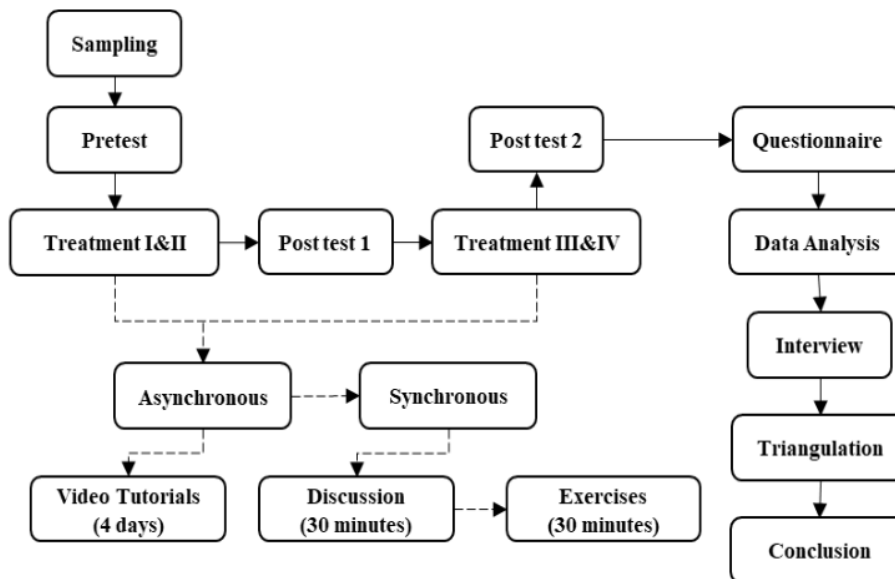 Sampling
Pretest
Post test 2
Questionnaire
Treatment I&II
Post test 1
Treatment III&IV
Data Analysis
Interview
Asynchronous
Synchronous
Triangulation
Video Tutorials
(4 days)
Discussion
(30 minutes)
Exercises
(30 minutes)
Conclusion